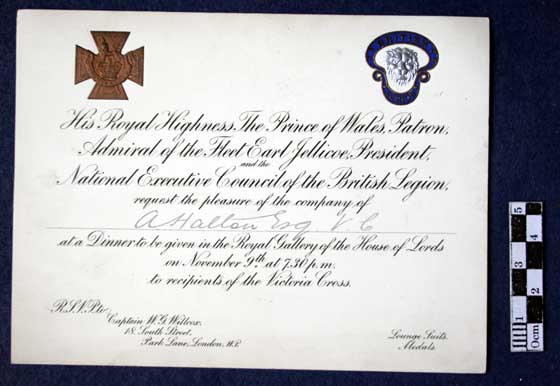 His Royal Highness, The Prince of Wales, Patron,
Admiral of the Fleet Earl Jellicoe, President,
and the
National Executive Council of the British Legion,
request the pleasure of the company of
A Halton Esq. V.C
at a Dinner to be given in the Royal Gallery of the House of Lords
on November 9th at 7.30 p.m.
to recipients of the Victoria Cross.
R.S.V.P. to
Captain W.G. Willcox.
18, South Street,
Park Lane, London, W.1.
Lounge Suits.
Medals.
0cm 1 2 4 5